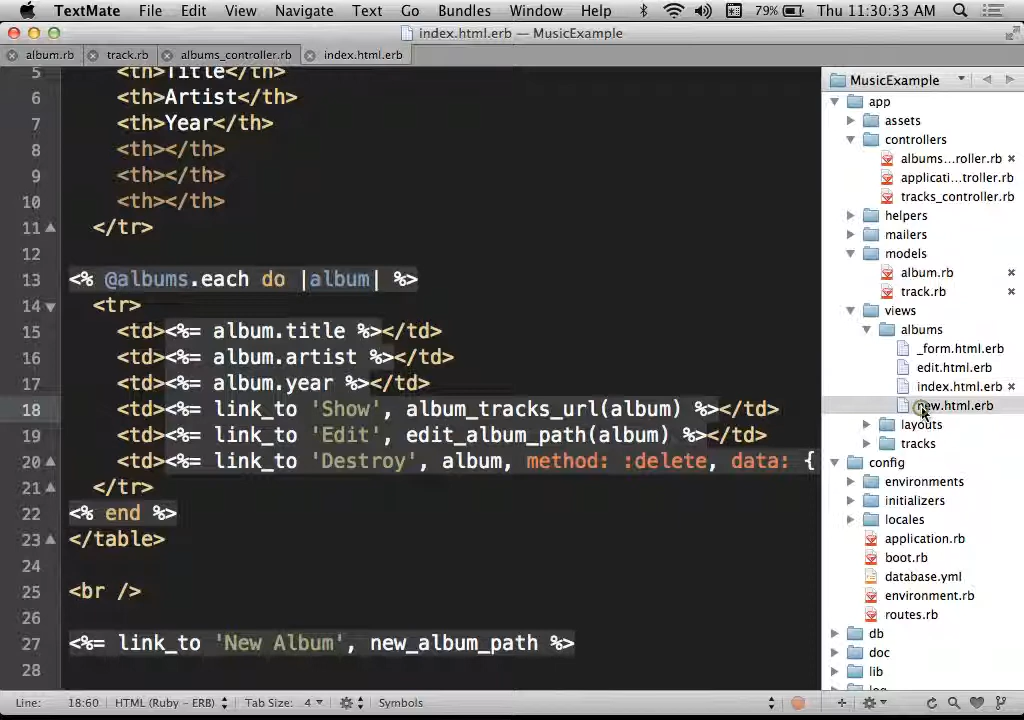 TextMate File Edit View Navigate Text Go Bundles Window Help 79% Thu 11:30:33 AM
index.html.erb — MusicExample
album.rb track.rb albums_controller.rb index.html.erb
5 <th>Title</th>
6 <th>Artist</th>
7 <th>Year</th>
8 <th></th>
9 <th></th>
10 <th></th>
11 </tr>
12
13 <% @albums.each do |album| %>
14 <tr>
15 <td><%= album.title %></td>
16 <td><%= album.artist %></td>
17 <td><%= album.year %></td>
18 <td><%= link_to 'Show', album_tracks_url(album) %></td>
19 <td><%= link_to 'Edit', edit_album_path(album) %></td>
20 <td><%= link_to 'Destroy', album, method: :delete, data: {
21 </tr>
22 <% end %>
23 </table>
24
25 <br />
26
27 <%= link_to 'New Album', new_album_path %>
28
MusicExample
app
assets
controllers
albums…roller.rb
applicati…troller.rb
tracks_controller.rb
helpers
mailers
models
album.rb
track.rb
views
albums
_form.html.erb
edit.html.erb
index.html.erb
new.html.erb
layouts
tracks
config
environments
initializers
locales
application.rb
boot.rb
database.yml
environment.rb
routes.rb
db
doc
lib
Line: 18:60 HTML (Ruby – ERB) Tab Size: 4 Symbols